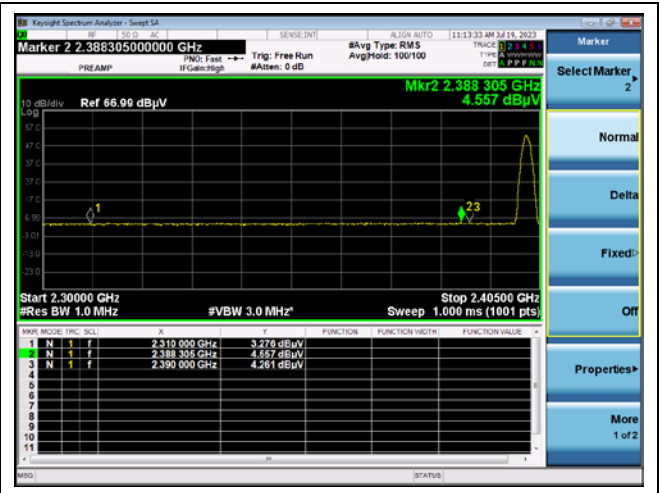 Keysight Spectrum Analyzer - Swept SA
RF 50 Ω AC SENSE:INT ALIGN AUTO 11:13:33 AM Jul 19, 2023
Marker 2 2.388305000000 GHz
PREAMP
PNO: Fast
IFGain:High
Trig: Free Run
#Atten: 0 dB
#Avg Type: RMS
Avg|Hold: 100/100
TRACE 1 2 3 4 5 6
TYPE A
DET A P P P N N
Mkr2 2.388 305 GHz
4.557 dBµV
10 dB/div Ref 66.99 dBµV
Log
57.0
47.0
37.0
27.0
17.0
6.99
-3.01
-13.0
-23.0
1
2 3
Start 2.30000 GHz Stop 2.40500 GHz
#Res BW 1.0 MHz #VBW 3.0 MHz* Sweep 1.000 ms (1001 pts)
MKR MODE TRC SCL X Y FUNCTION FUNCTION WIDTH FUNCTION VALUE
1 N 1 f 2.310 000 GHz 3.276 dBµV
2 N 1 f 2.388 305 GHz 4.557 dBµV
3 N 1 f 2.390 000 GHz 4.261 dBµV
4
5
6
7
8
9
10
11
MSG STATUS
Marker
Select Marker
2
Normal
Delta
Fixed
Off
Properties
More
1 of 2